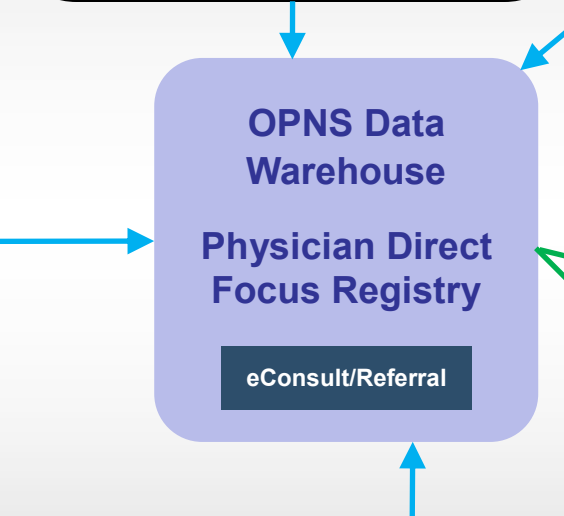 OPNS Data
Warehouse
Physician Direct
Focus Registry
eConsult/Referral